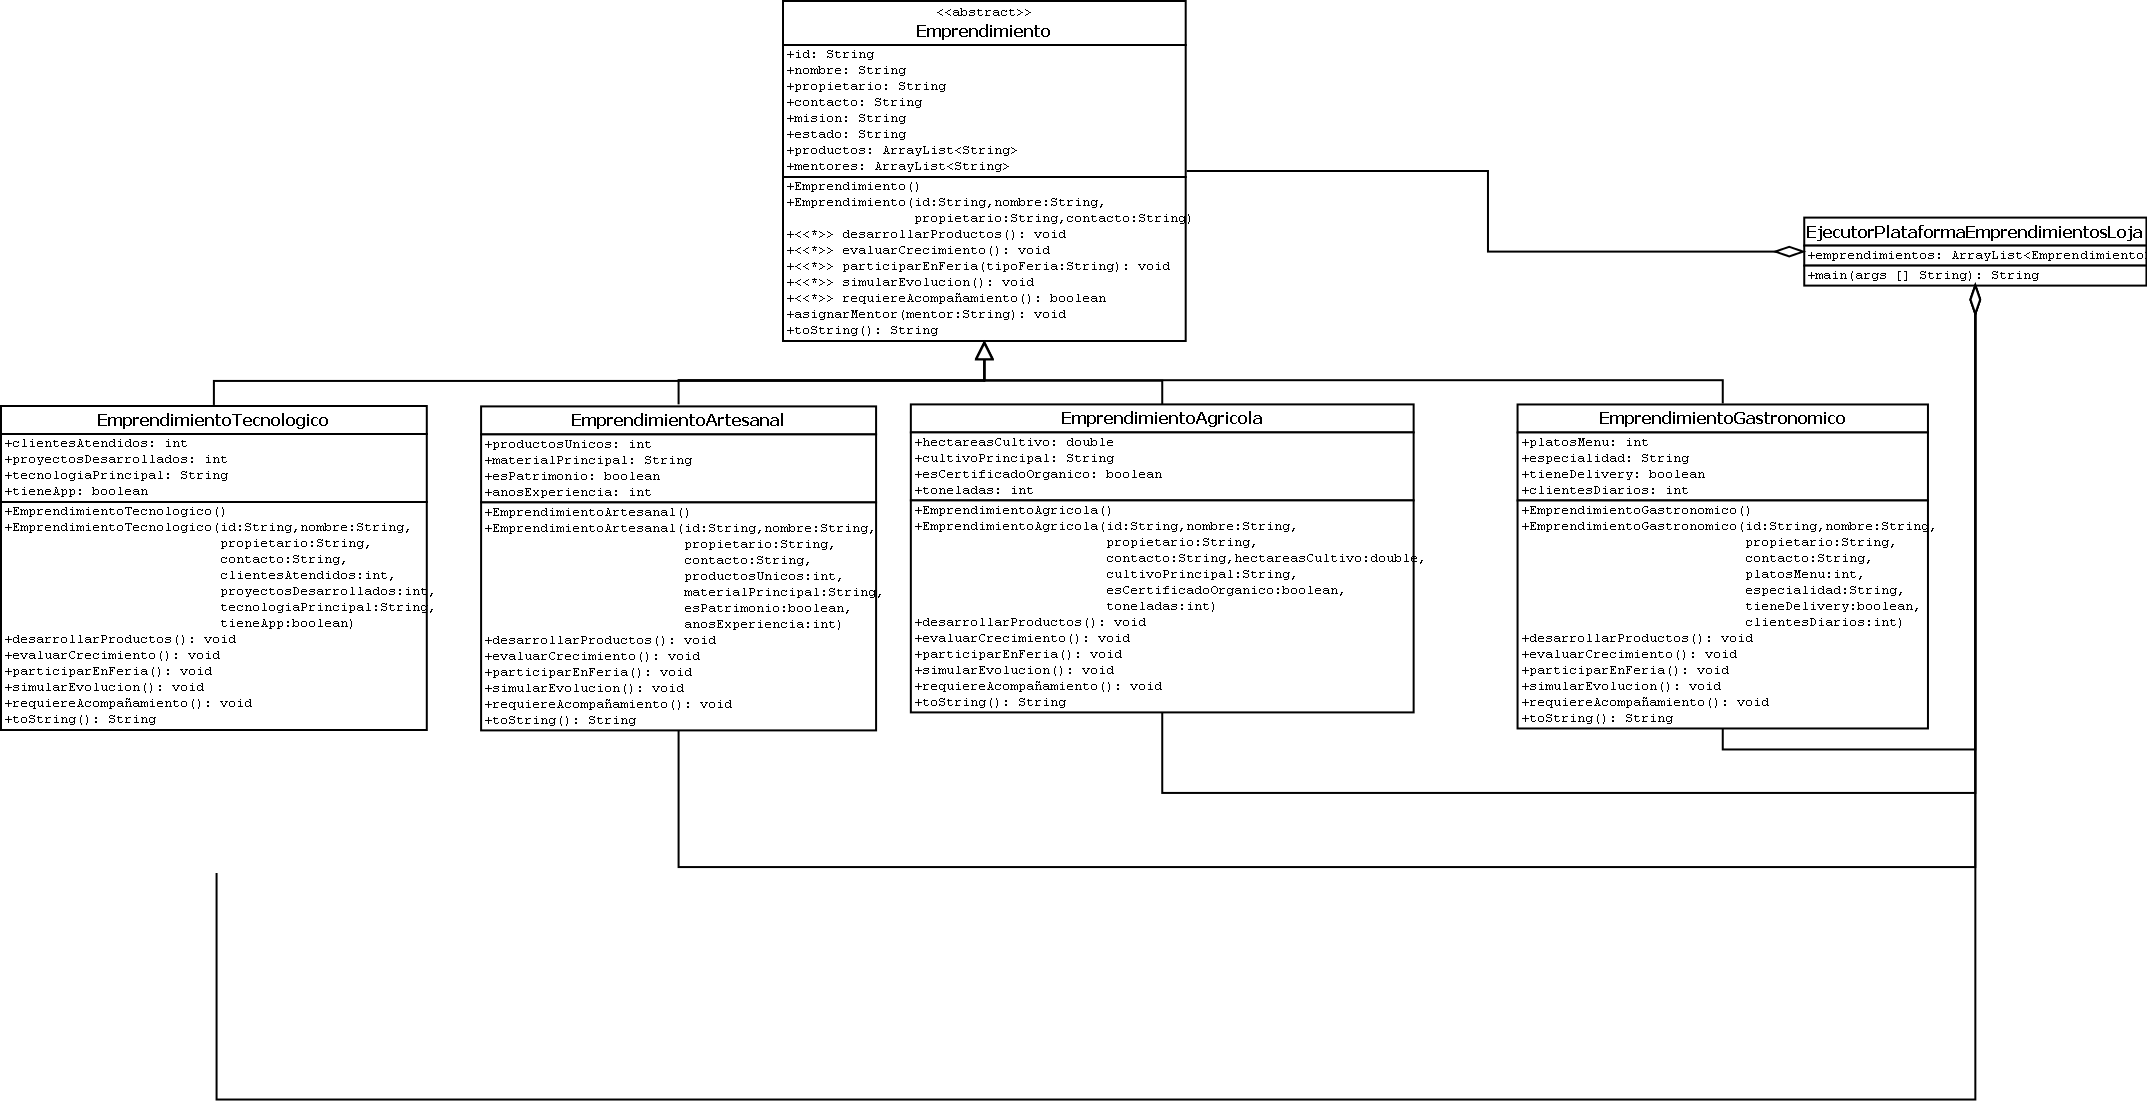 <<abstract>>
Emprendimiento
+id: String
+nombre: String
+propietario: String
+contacto: String
+mision: String
+estado: String
+productos: ArrayList<String>
+mentores: ArrayList<String>
+Emprendimiento()
+Emprendimiento(id:String,nombre:String,
propietario:String,contacto:String)
+<<*>> desarrollarProductos(): void
+<<*>> evaluarCrecimiento(): void
+<<*>> participarEnFeria(tipoFeria:String): void
+<<*>> simularEvolucion(): void
+<<*>> requiereAcompañamiento(): boolean
+asignarMentor(mentor:String): void
+toString(): String
EjecutorPlataformaEmprendimientosLoja
+emprendimientos: ArrayList<Emprendimiento
+main(args [] String): String
EmprendimientoTecnologico
+clientesAtendidos: int
+proyectosDesarrollados: int
+tecnologiaPrincipal: String
+tieneApp: boolean
+EmprendimientoTecnologico()
+EmprendimientoTecnologico(id:String,nombre:String,
propietario:String,
contacto:String,
clientesAtendidos:int,
proyectosDesarrollados:int,
tecnologiaPrincipal:String,
tieneApp:boolean)
+desarrollarProductos(): void
+evaluarCrecimiento(): void
+participarEnFeria(): void
+simularEvolucion(): void
+requiereAcompañamiento(): void
+toString(): String
EmprendimientoArtesanal
+productosUnicos: int
+materialPrincipal: String
+esPatrimonio: boolean
+anosExperiencia: int
+EmprendimientoArtesanal()
+EmprendimientoArtesanal(id:String,nombre:String,
propietario:String,
contacto:String,
productosUnicos:int,
materialPrincipal:String,
esPatrimonio:boolean,
anosExperiencia:int)
+desarrollarProductos(): void
+evaluarCrecimiento(): void
+participarEnFeria(): void
+simularEvolucion(): void
+requiereAcompañamiento(): void
+toString(): String
EmprendimientoAgricola
+hectareasCultivo: double
+cultivoPrincipal: String
+esCertificadoOrganico: boolean
+toneladas: int
+EmprendimientoAgricola()
+EmprendimientoAgricola(id:String,nombre:String,
propietario:String,
contacto:String,hectareasCultivo:double,
cultivoPrincipal:String,
esCertificadoOrganico:boolean,
toneladas:int)
+desarrollarProductos(): void
+evaluarCrecimiento(): void
+participarEnFeria(): void
+simularEvolucion(): void
+requiereAcompañamiento(): void
+toString(): String
EmprendimientoGastronomico
+platosMenu: int
+especialidad: String
+tieneDelivery: boolean
+clientesDiarios: int
+EmprendimientoGastronomico()
+EmprendimientoGastronomico(id:String,nombre:String,
propietario:String,
contacto:String,
platosMenu:int,
especialidad:String,
tieneDelivery:boolean,
clientesDiarios:int)
+desarrollarProductos(): void
+evaluarCrecimiento(): void
+participarEnFeria(): void
+simularEvolucion(): void
+requiereAcompañamiento(): void
+toString(): String